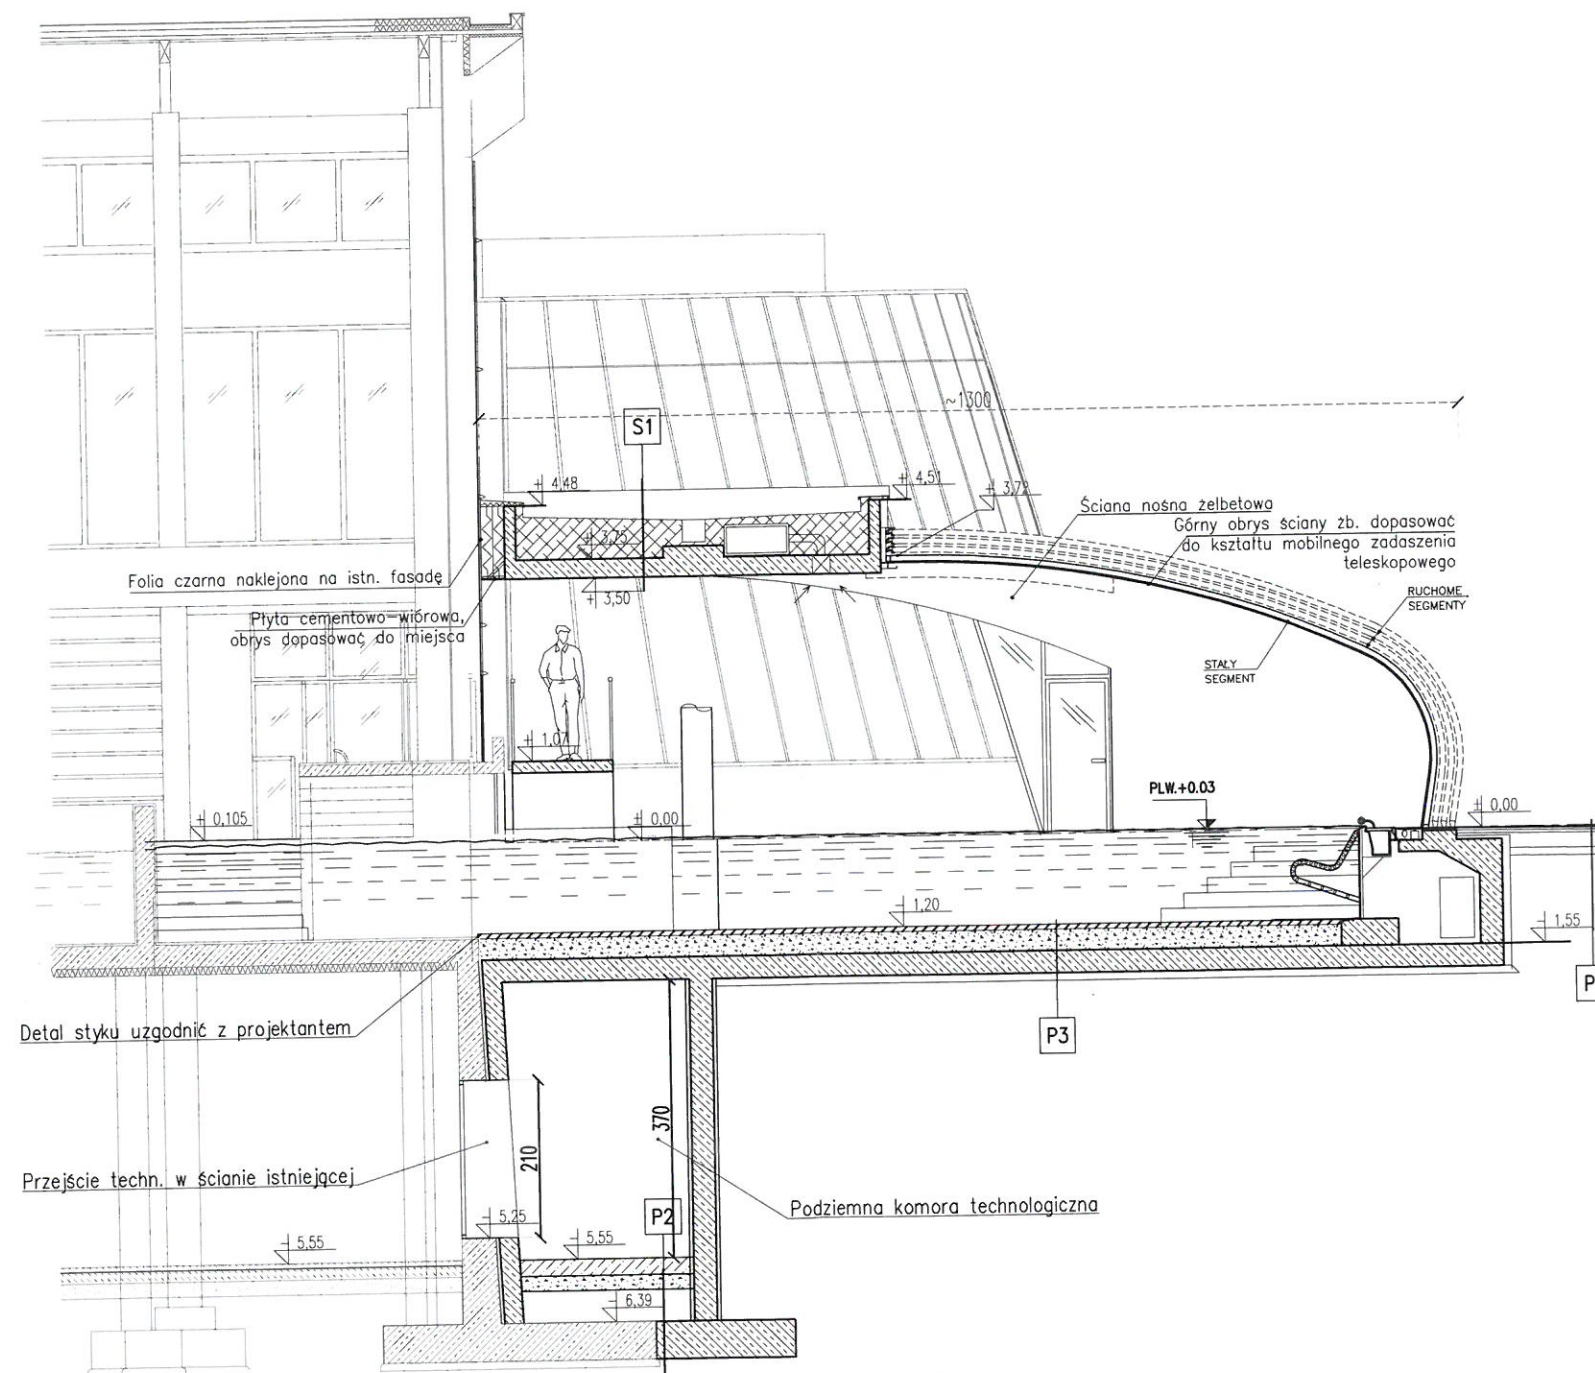 ~1300
S1
+ 4,48
+ 4,51
+ 3,72
Ściana nośna żelbetowa
Górny obrys ściany żb. dopasować
do kształtu mobilnego zadaszenia
teleskopowego
+ 3,75
Folia czarna naklejona na istn. fasadę
+ 3,50
RUCHOME
SEGMENTY
Płyta cementowo-wiórowa,
obrys dopasować do miejsca
STAŁY
SEGMENT
+ 1,07
PLW.+0.03
± 0,105
± 0,00
± 0,00
- 1,20
- 1,55
P
Detal styku uzgodnić z projektantem
P3
370
210
Przejście techn. w ścianie istniejącej
Podziemna komora technologiczna
P2
- 5,25
- 5,55
- 5,55
- 6,39